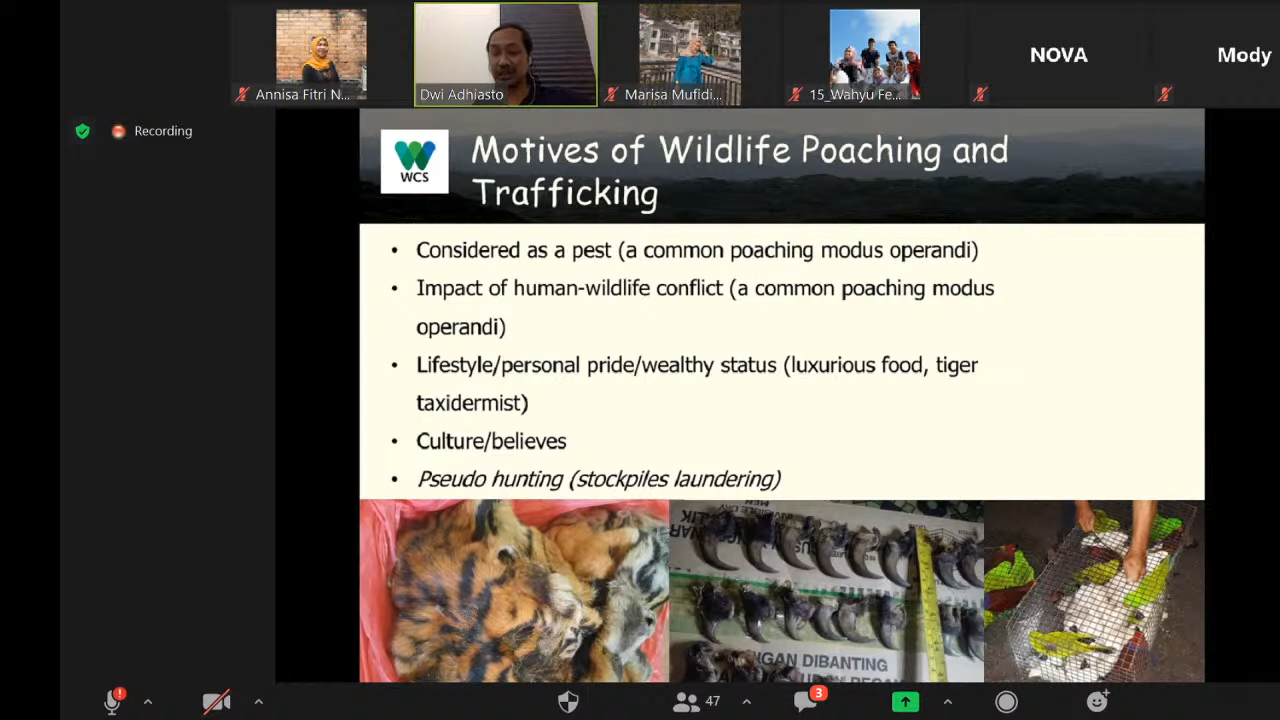 NOVA
Mody
Annisa Fitri N...
Dwi Adhiasto
Marisa Mufidi...
15_Wahyu Fe...
Recording
WCS
Motives of Wildlife Poaching and
Trafficking
• Considered as a pest (a common poaching modus operandi)
• Impact of human-wildlife conflict (a common poaching modus
operandi)
• Lifestyle/personal pride/wealthy status (luxurious food, tiger
taxidermist)
• Culture/believes
• Pseudo hunting (stockpiles laundering)
NGAN DIBANTING
47
3